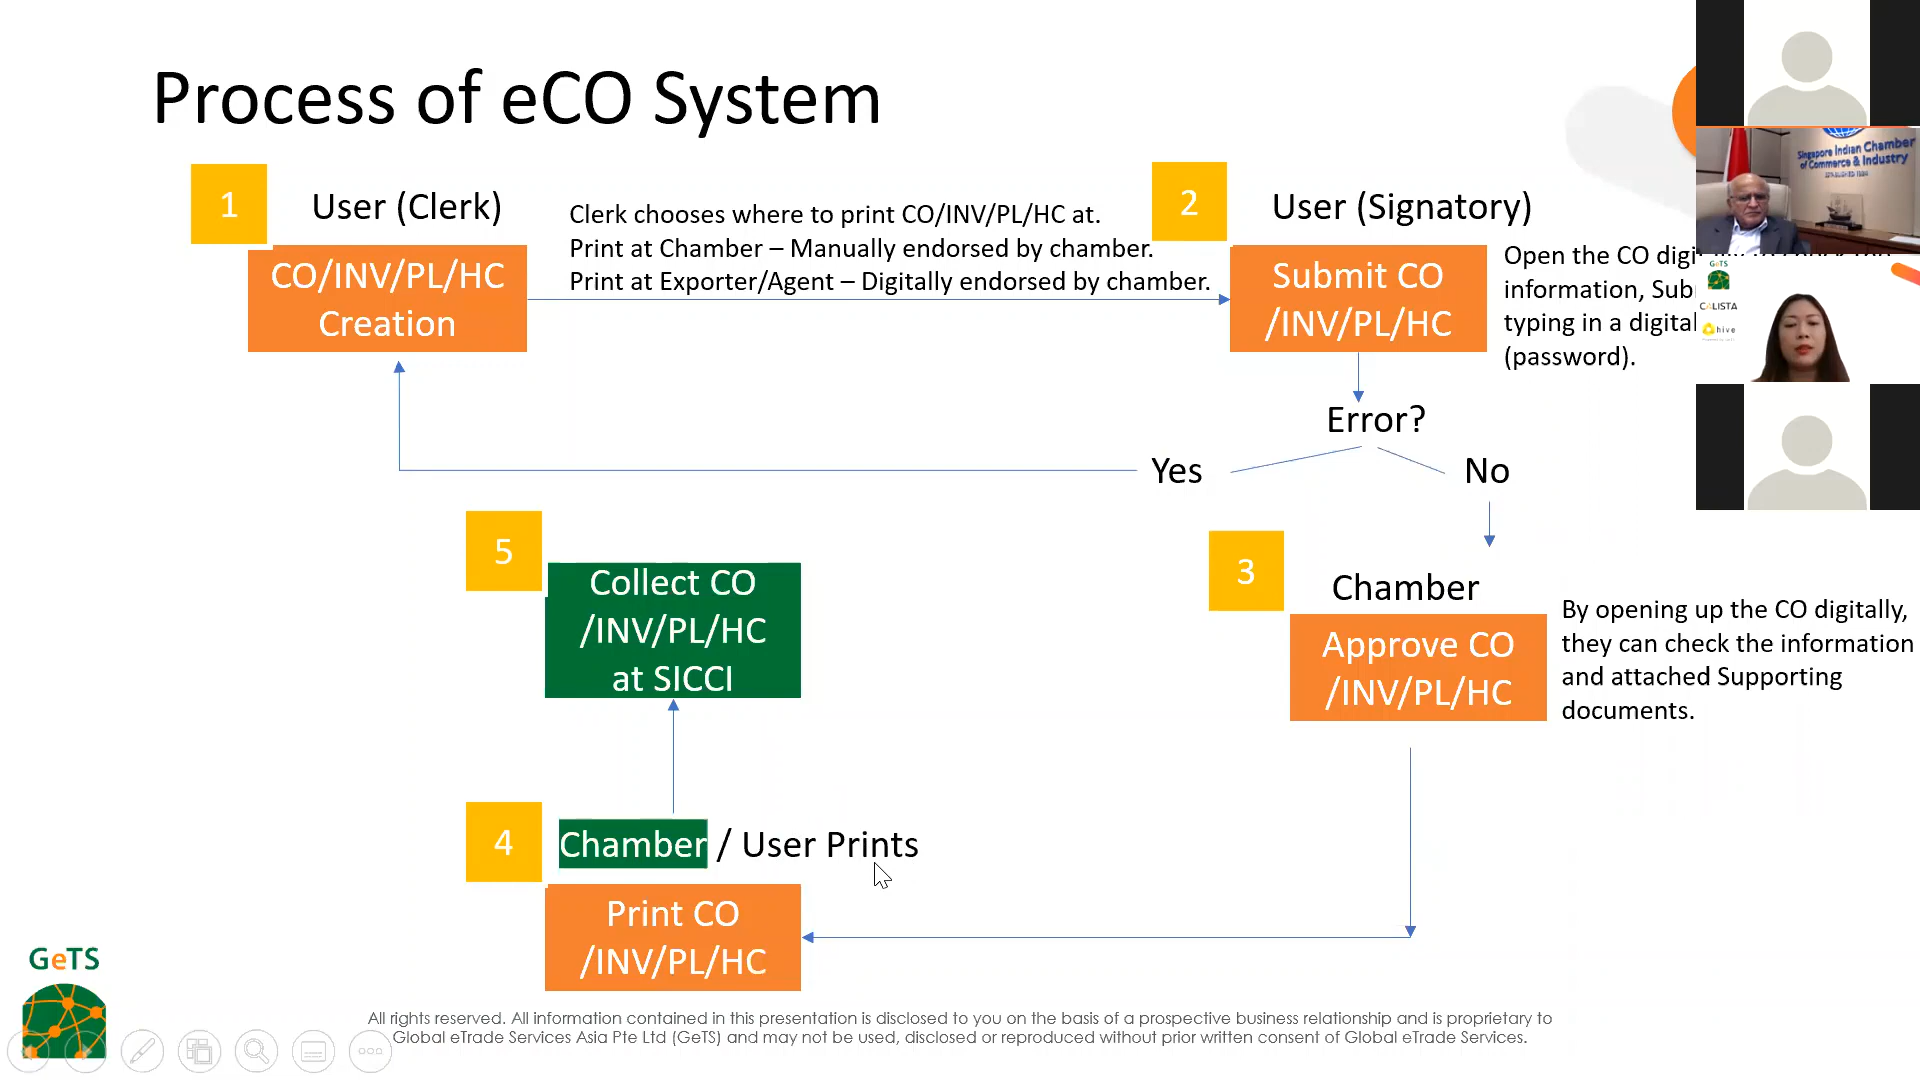 Process of eCO System
1
User (Clerk)
CO/INV/PL/HC
Creation
Clerk chooses where to print CO/INV/PL/HC at.
Print at Chamber – Manually endorsed by chamber.
Print at Exporter/Agent – Digitally endorsed by chamber.
2
User (Signatory)
Submit CO
/INV/PL/HC
Open the CO
information,
typing in a digital
(password).
Error?
Yes
No
3
Chamber
Approve CO
/INV/PL/HC
By opening up the CO digitally,
they can check the information
and attached Supporting
documents.
4
Chamber / User Prints
Print CO
/INV/PL/HC
5
Collect CO
/INV/PL/HC
at SICCI
GeTS
All rights reserved. All information contained in this presentation is disclosed to you on the basis of a prospective business relationship and is proprietary to
Global eTrade Services Asia Pte Ltd (GeTS) and may not be used, disclosed or reproduced without prior written consent of Global eTrade Services.
Singapore Indian Chamber
of Commerce & Industry
GeTS
CALISTA
hive